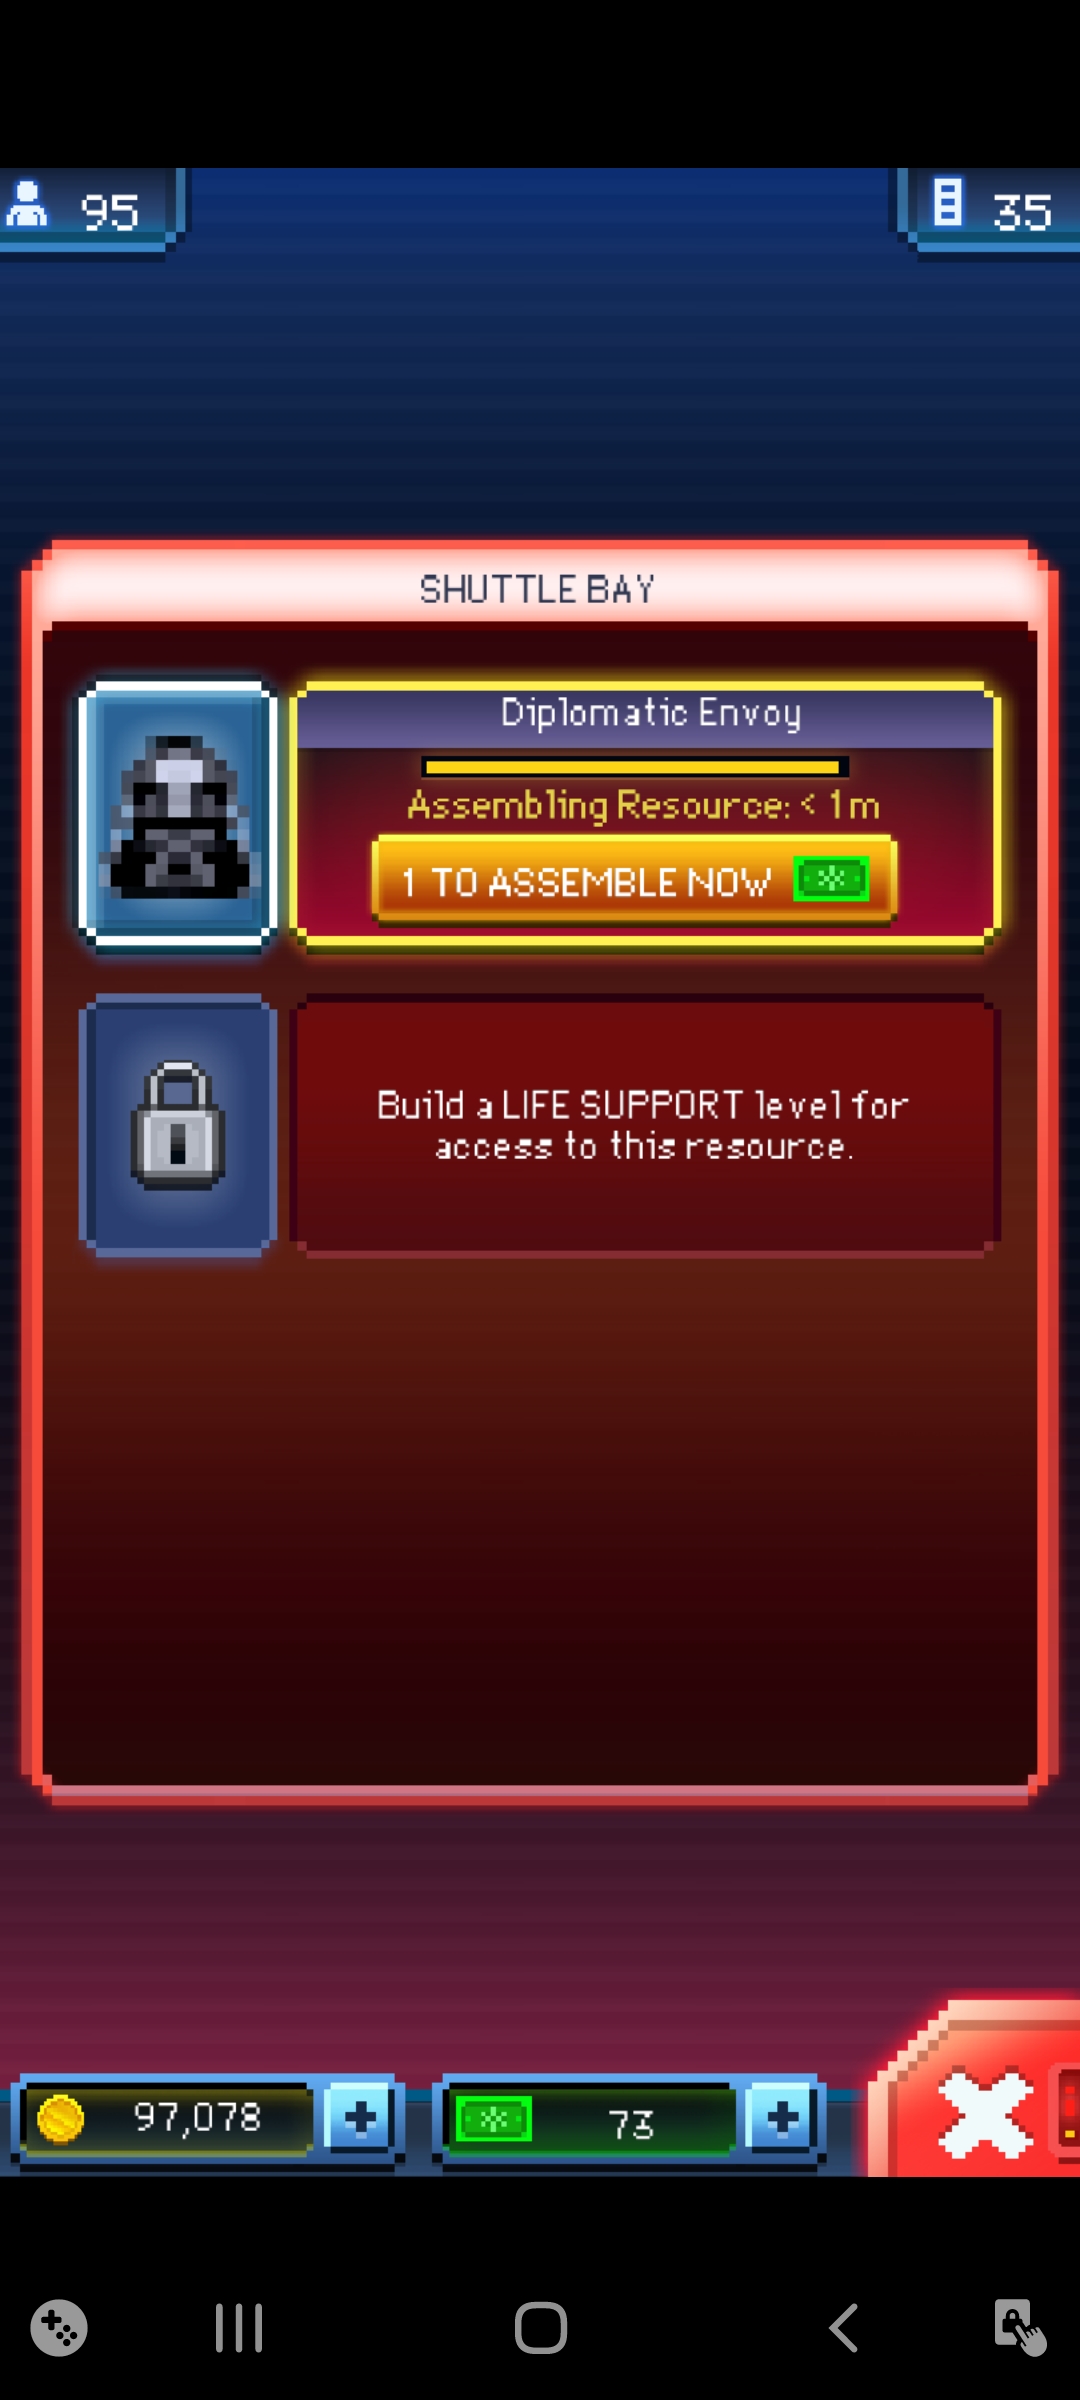 95
35
SHUTTLE BAY
Diplomatic Envoy
Assembling Resource: < 1m
1 TO ASSEMBLE NOW
Build a LIFE SUPPORT level for
access to this resource.
97,078
73